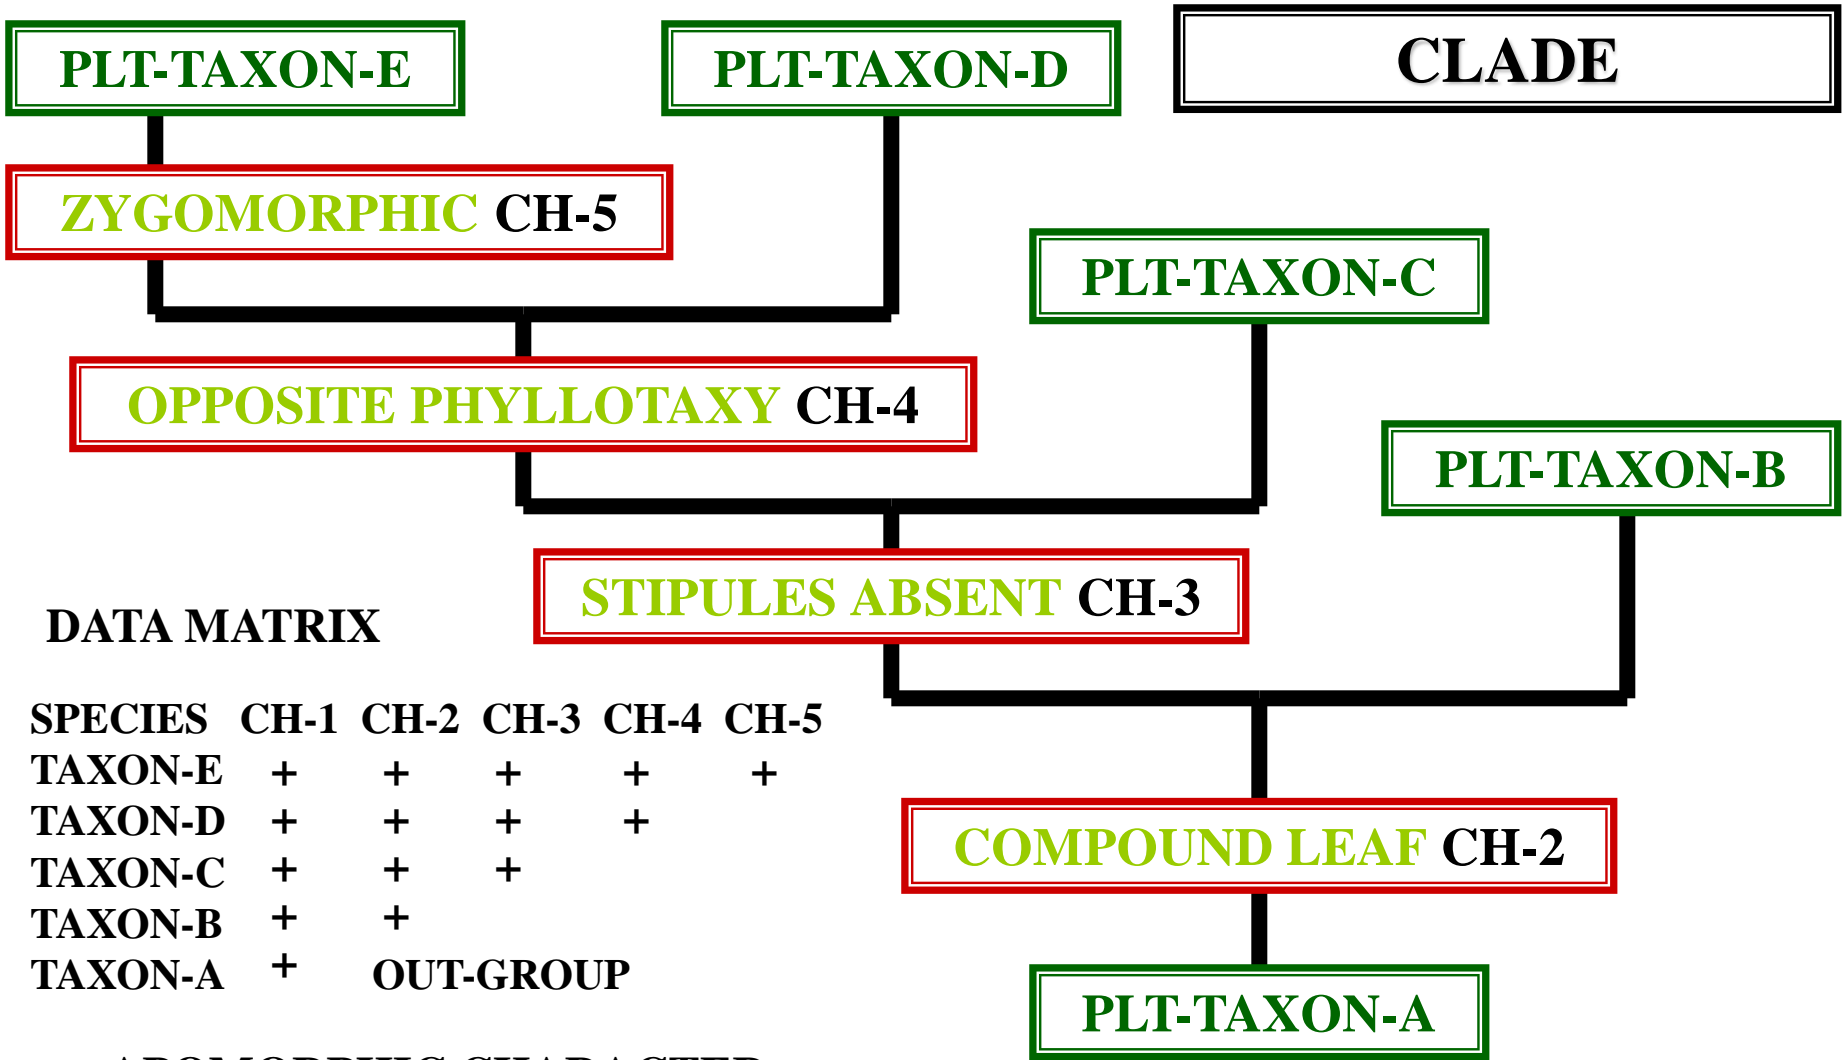 PLT-TAXON-E
PLT-TAXON-D
CLADE
ZYGOMORPHIC CH-5
PLT-TAXON-C
OPPOSITE PHYLLOTAXY CH-4
PLT-TAXON-B
STIPULES ABSENT CH-3
DATA MATRIX
SPECIES CH-1 CH-2 CH-3 CH-4 CH-5
TAXON-E + + + + +
TAXON-D + + + +
TAXON-C + + +
TAXON-B + +
TAXON-A + OUT-GROUP
COMPOUND LEAF CH-2
PLT-TAXON-A
APOMORPHIC CHARACTER